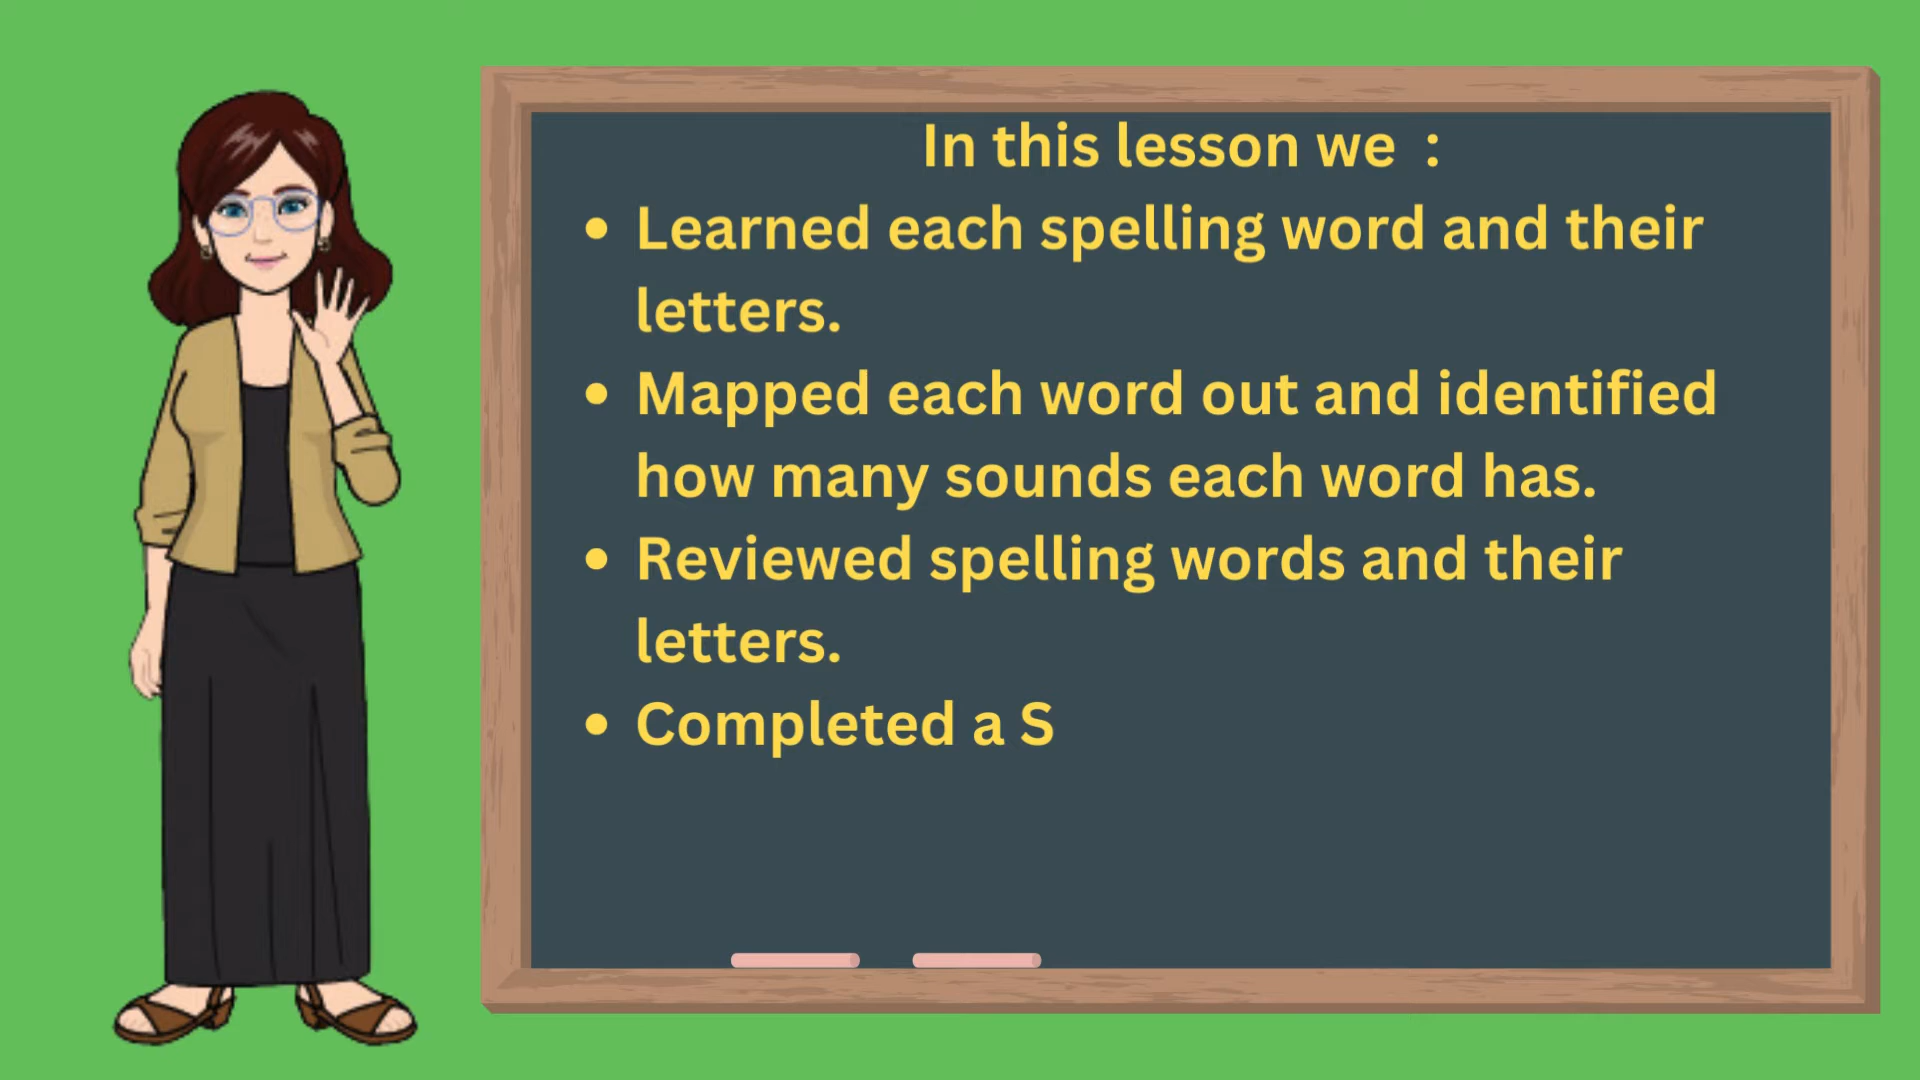 In this lesson we  :
• Learned each spelling word and their
letters.
• Mapped each word out and identified
how many sounds each word has.
• Reviewed spelling words and their
letters.
• Completed a S